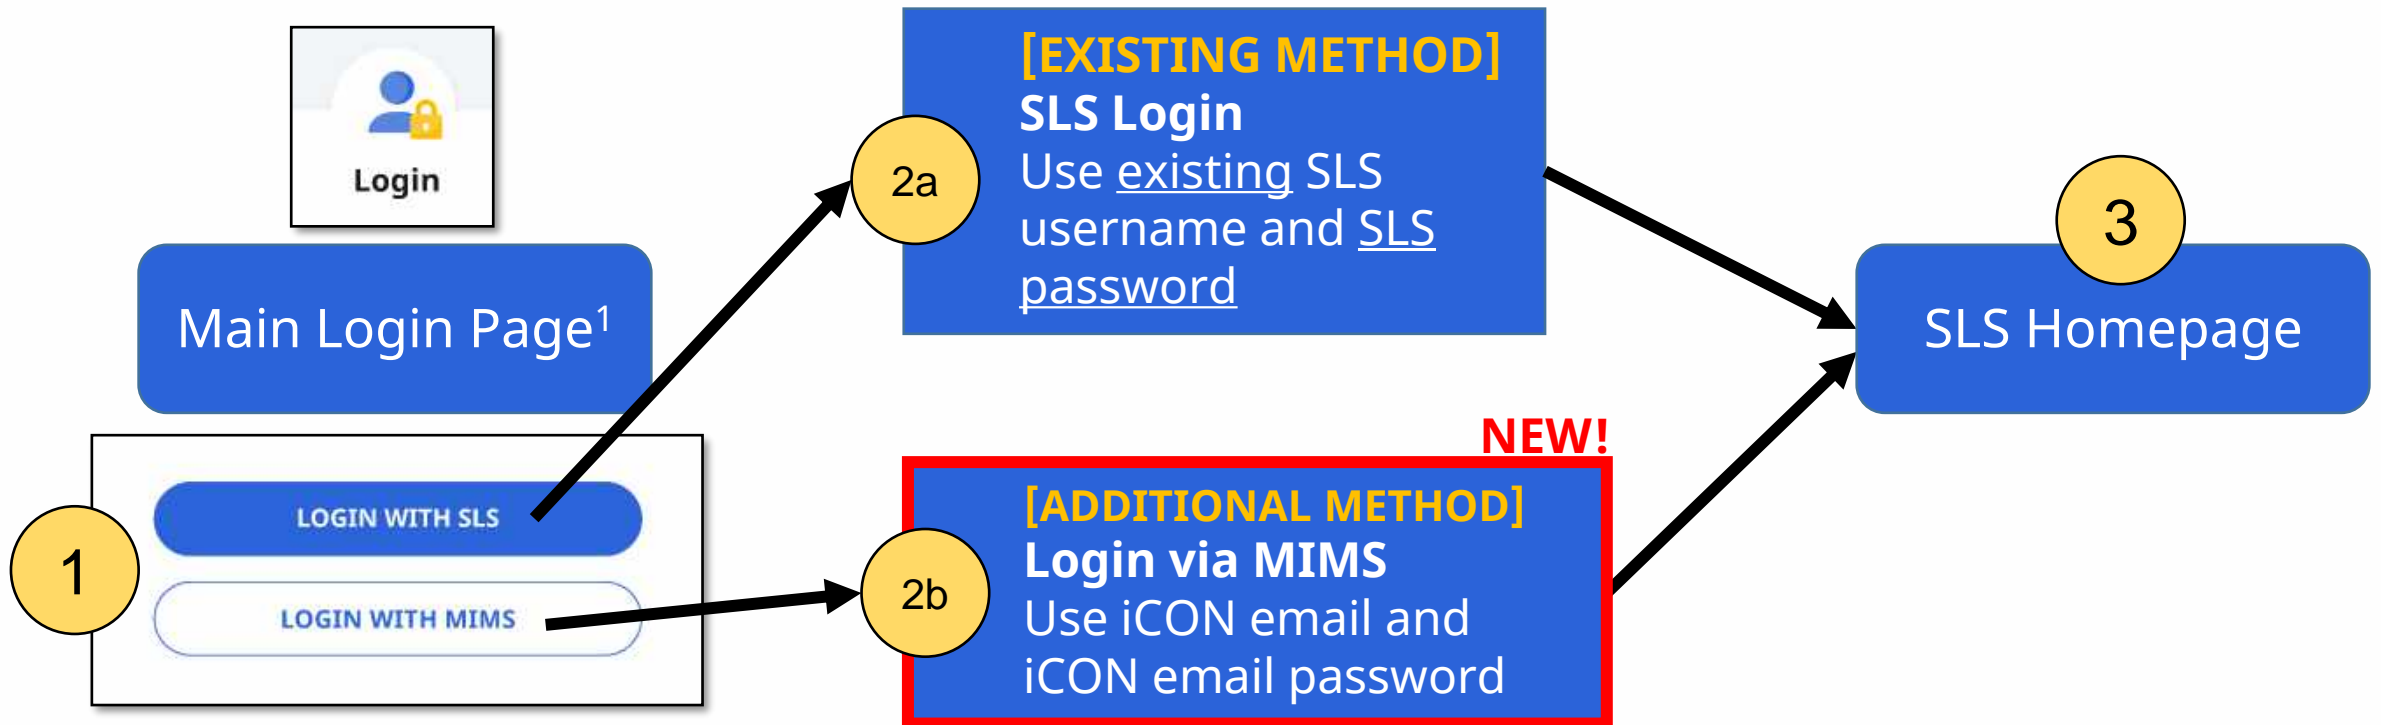 Login
Main Login Page¹
1
LOGIN WITH SLS
LOGIN WITH MIMS
2a
[EXISTING METHOD]
SLS Login
Use existing SLS
username and SLS
password
NEW!
2b
[ADDITIONAL METHOD]
Login via MIMS
Use iCON email and
iCON email password
3
SLS Homepage